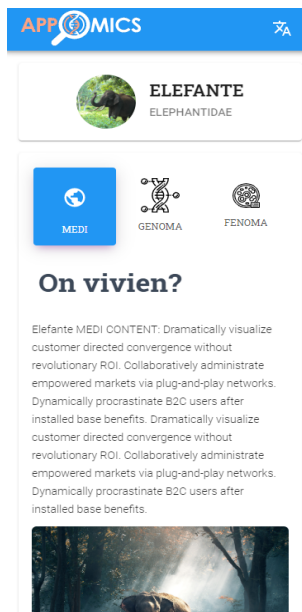 APPOMICS
ELEFANTE
ELEPHANTIDAE
MEDI
GENOMA
FENOMA
On vivien?
Elefante MEDI CONTENT: Dramatically visualize
customer directed convergence without
revolutionary ROI. Collaboratively administrate
empowered markets via plug-and-play networks.
Dynamically procrastinate B2C users after
installed base benefits. Dramatically visualize
customer directed convergence without
revolutionary ROI. Collaboratively administrate
empowered markets via plug-and-play networks.
Dynamically procrastinate B2C users after
installed base benefits.